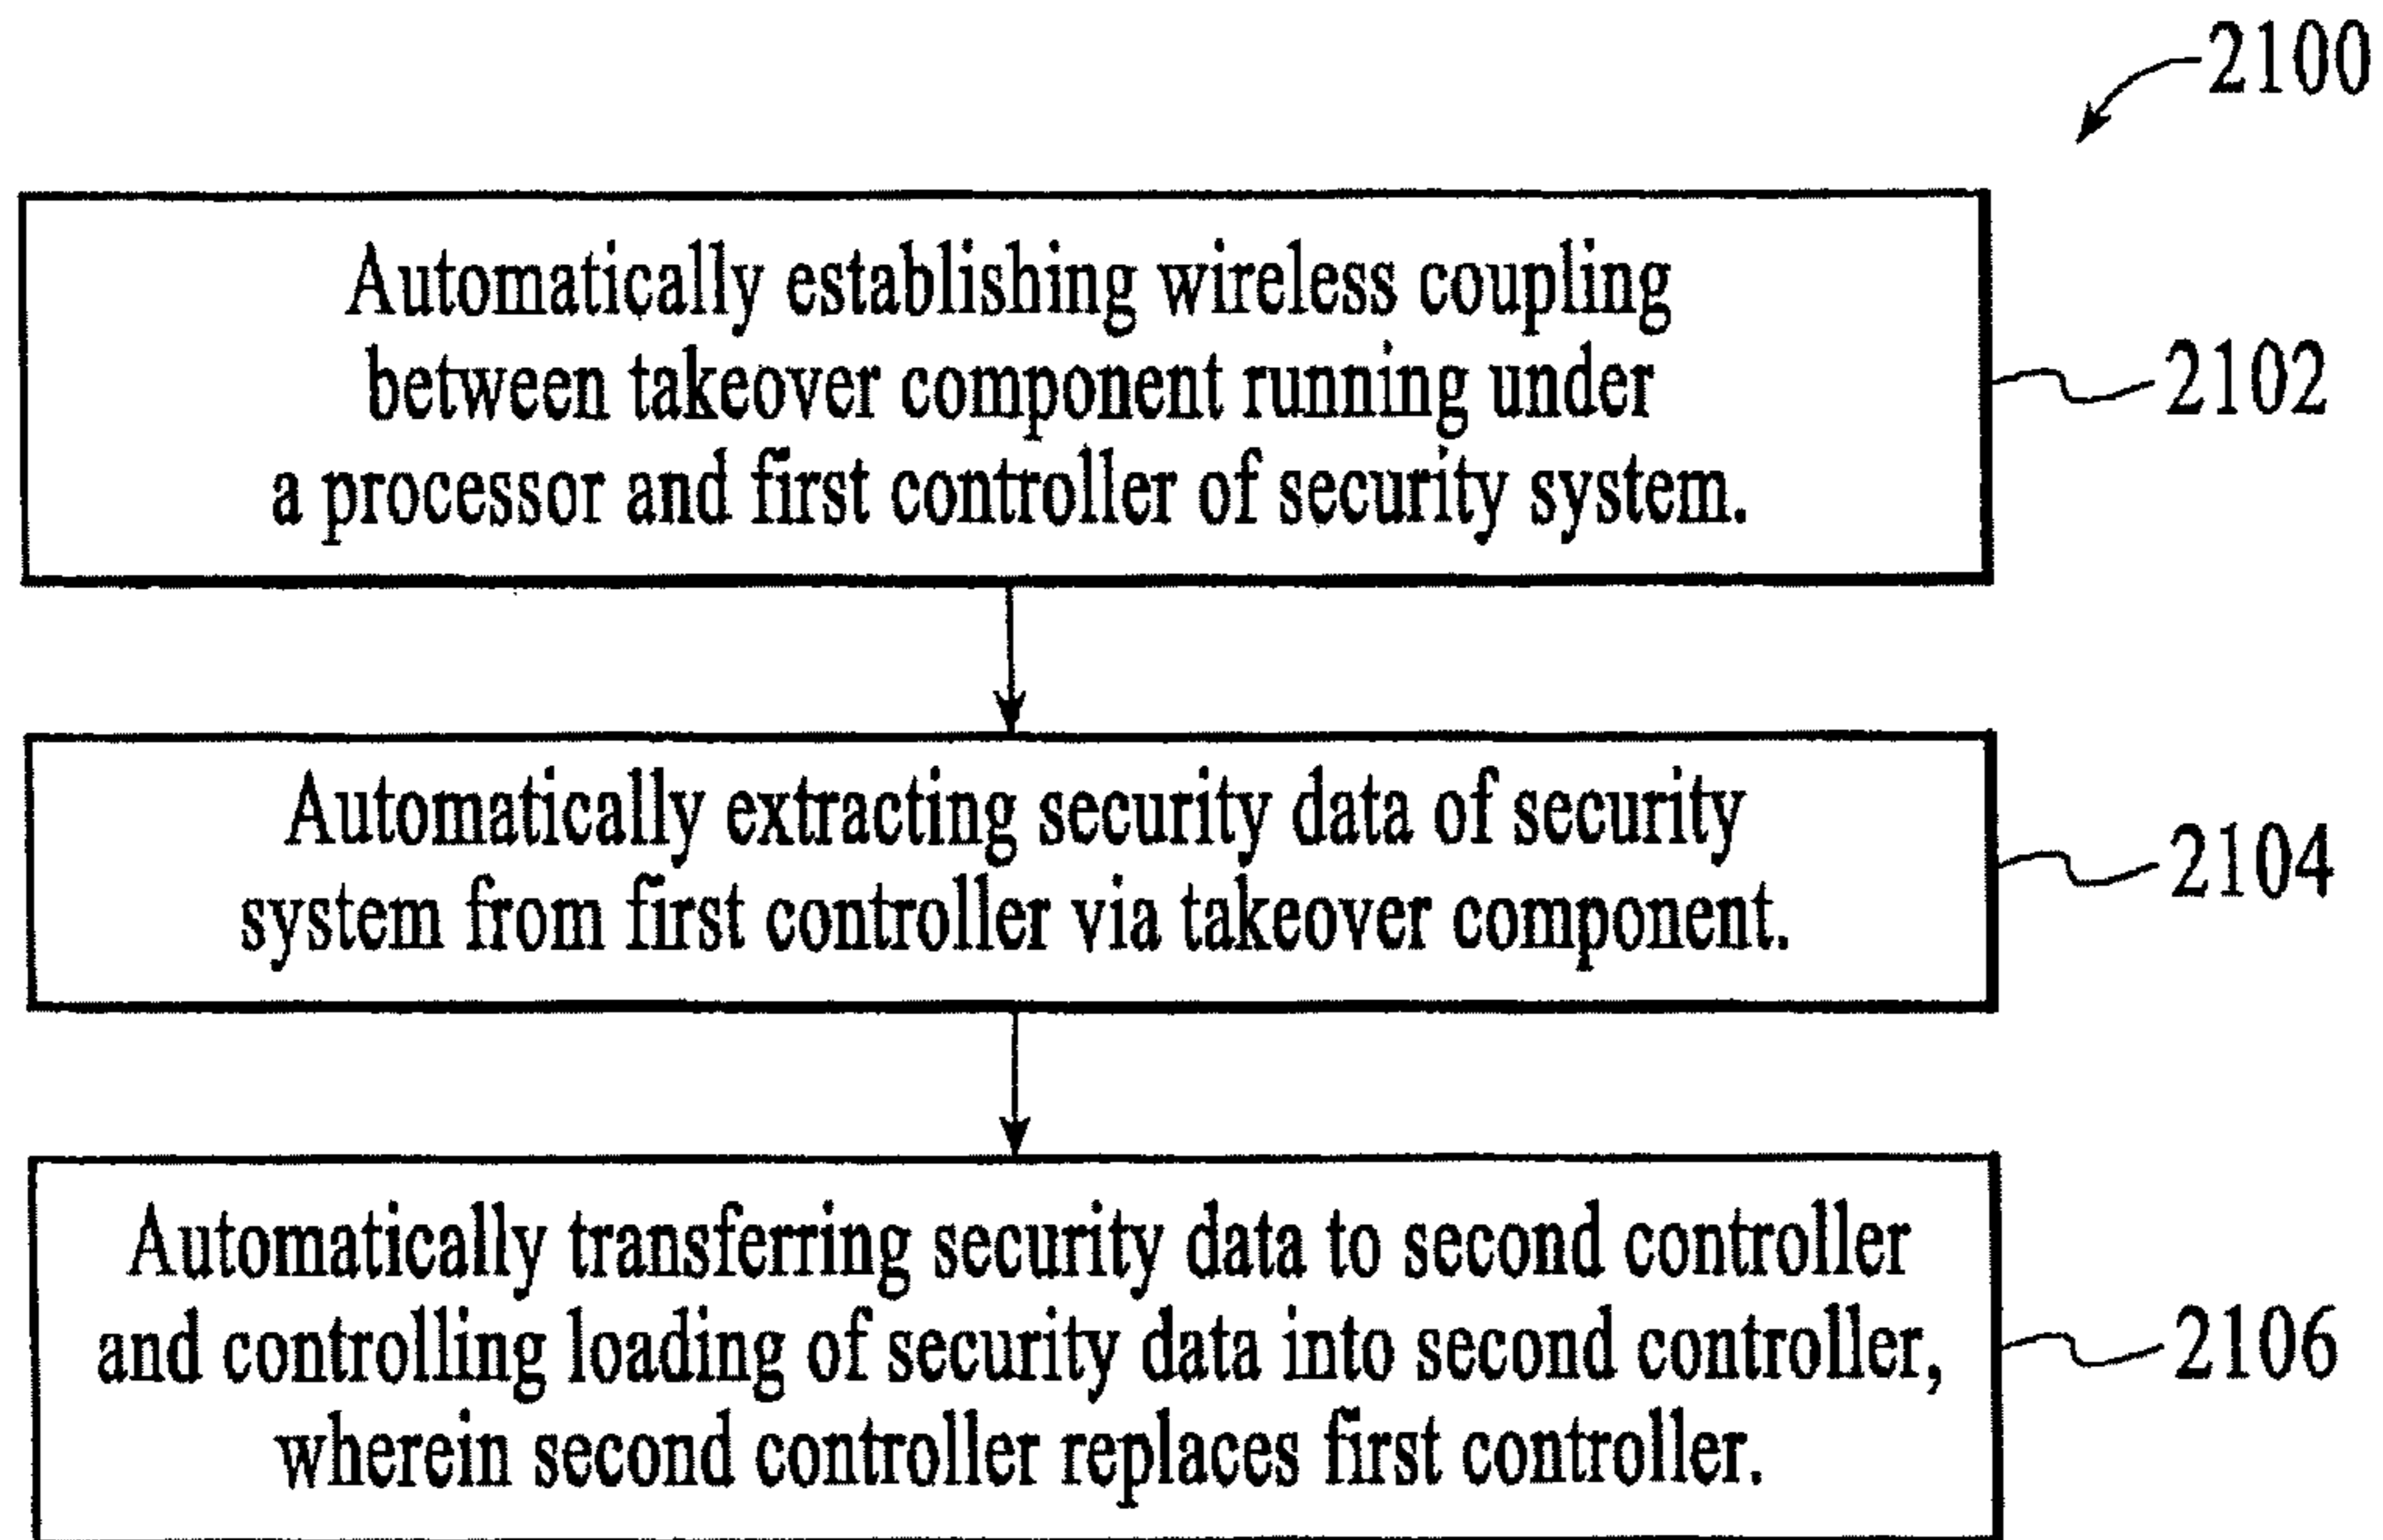 2100
Automatically establishing wireless coupling
between takeover component running under
a processor and first controller of security system.
2102
Automatically extracting security data of security
system from first controller via takeover component.
2104
Automatically transferring security data to second controller
and controlling loading of security data into second controller,
wherein second controller replaces first controller.
2106